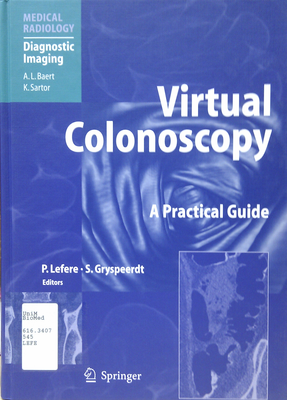 MEDICAL
RADIOLOGY
Diagnostic
Imaging
A. L. Baert
K. Sartor
Virtual
Colonoscopy
A Practical Guide
P. Lefere · S. Gryspeerdt
Editors
UniM
BioMed
616.3407
545
LEFE
Springer